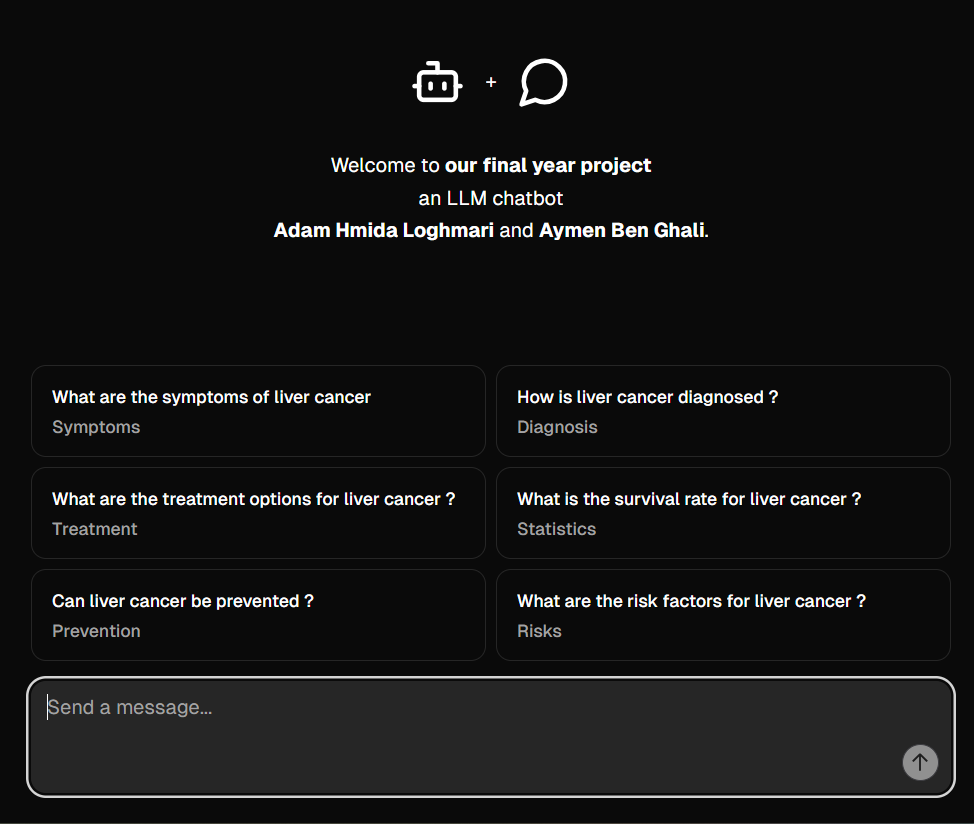 +
Welcome to our final year project
an LLM chatbot
Adam Hmida Loghmari and Aymen Ben Ghali.
What are the symptoms of liver cancer
Symptoms
How is liver cancer diagnosed ?
Diagnosis
What are the treatment options for liver cancer ?
Treatment
What is the survival rate for liver cancer ?
Statistics
Can liver cancer be prevented ?
Prevention
What are the risk factors for liver cancer ?
Risks
Send a message...